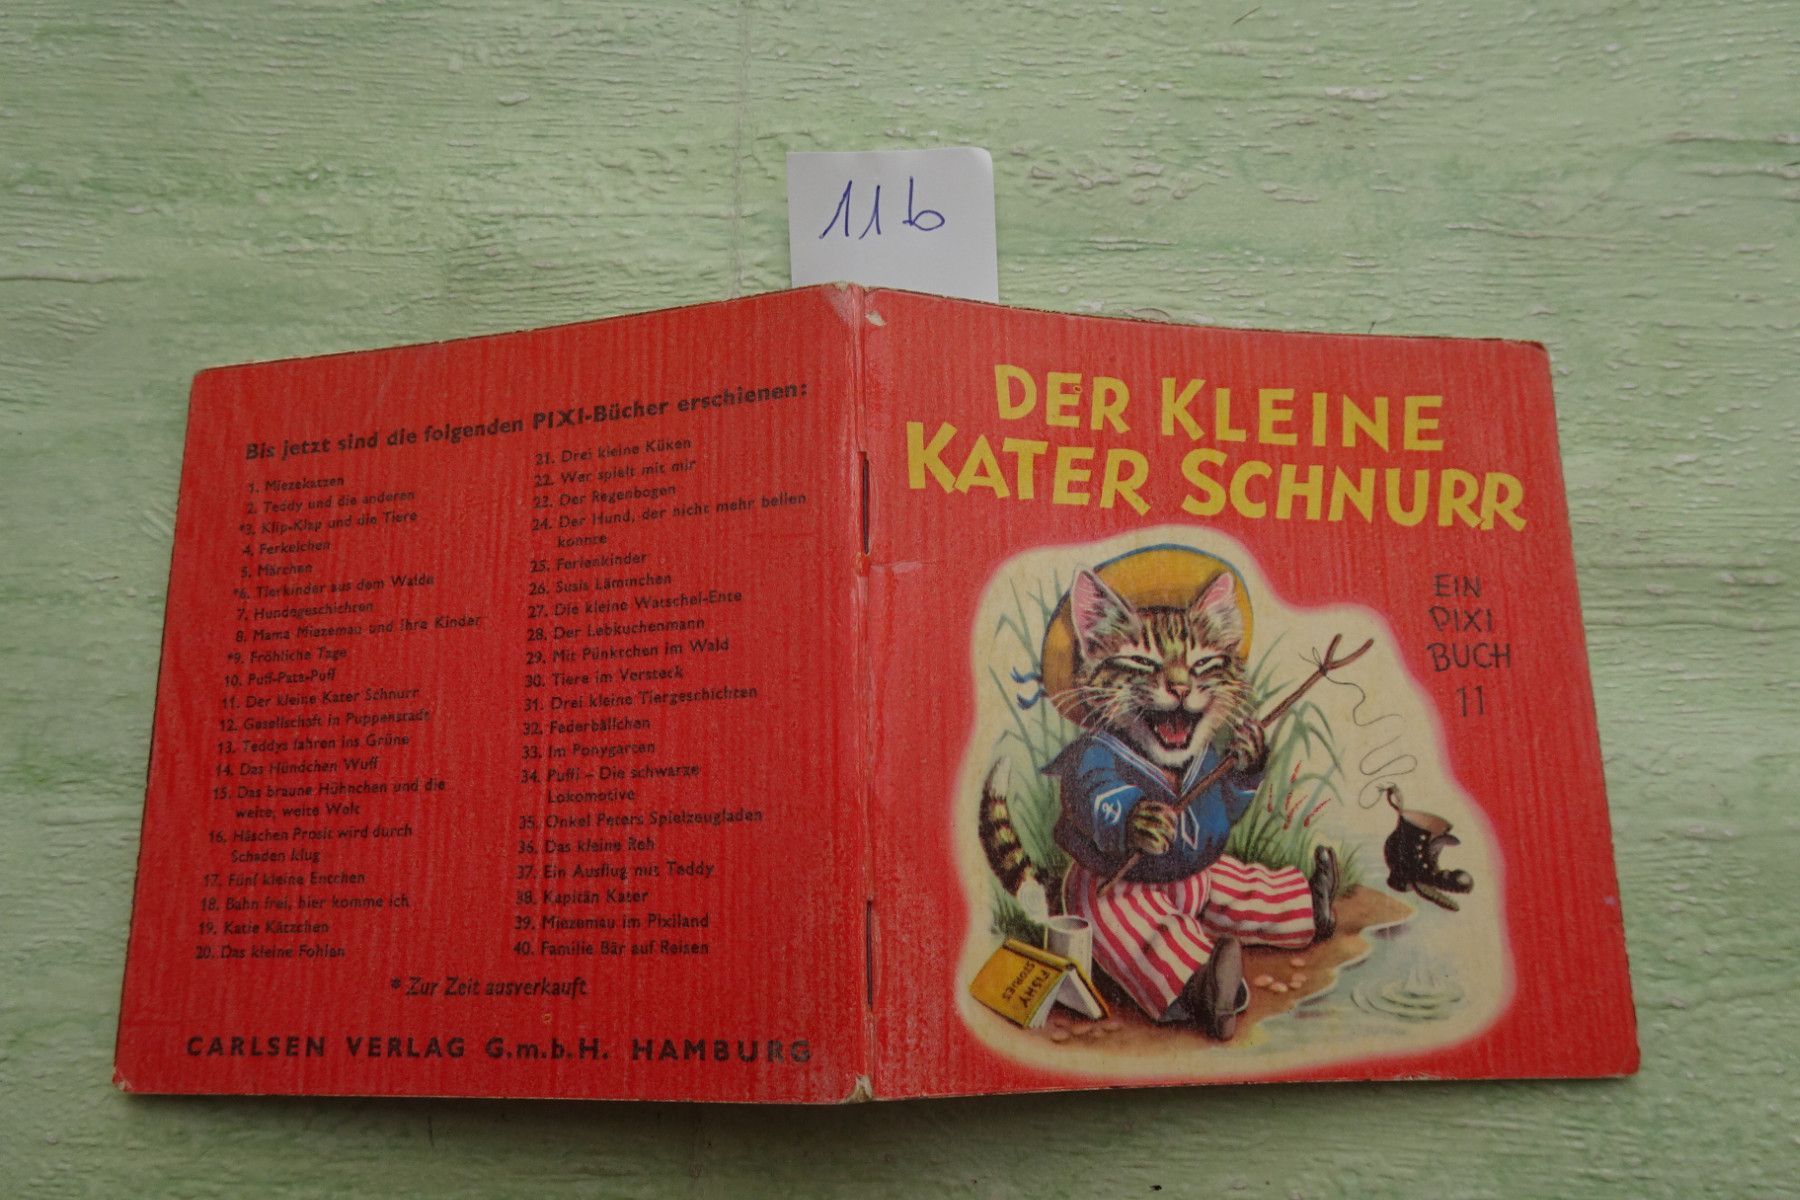 11b
Bis jetzt sind die folgenden PIXI-Bücher erschienen:
1. Miezekatzen
2. Teddy und die anderen
*3. Klip-Klap und die Tiere
4. Ferkelchen
5. Märchen
*6. Tierkinder aus dem Walde
7. Hundegeschichten
8. Mama Miezemau und ihre Kinder
*9. Fröhliche Tage
10. Puff-Pata-Puff
11. Der kleine Kater Schnurr
12. Gesellschaft in Puppenstadt
13. Teddys fahren ins Grüne
14. Das Hündchen Wuff
15. Das braune Hühnchen und die
weite, weite Welt
16. Häschen Prosit wird durch
Schaden klug
17. Fünf kleine Entchen
18. Bahn frei, hier komme ich
19. Katie Kätzchen
20. Das kleine Fohlen
21. Drei kleine Küken
22. Wer spielt mit mir
23. Der Regenbogen
24. Der Hund, der nicht mehr bellen
konnte
25. Ferienkinder
26. Susis Lämmchen
27. Die kleine Watschel-Ente
28. Der Lebkuchenmann
29. Mit Pünktchen im Wald
30. Tiere im Versteck
31. Drei kleine Tiergeschichten
32. Federbällchen
33. Im Ponygarten
34. Puffi – Die schwarze
Lokomotive
35. Onkel Peters Spielzeugladen
36. Das kleine Reh
37. Ein Ausflug mit Teddy
38. Kapitän Kater
39. Miezemau im Pixiland
40. Familie Bär auf Reisen
* Zur Zeit ausverkauft
CARLSEN VERLAG G.m.b.H. HAMBURG
DER KLEINE
KATER SCHNURR
EIN
PIXI
BUCH
11
FISHY
STORIES